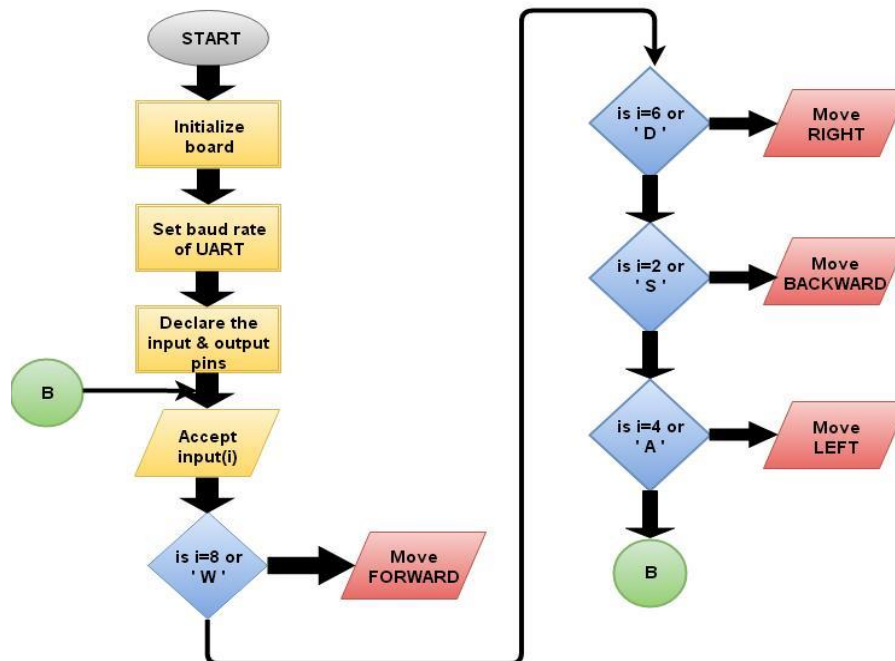 START
Initialize
board
Set baud rate
of UART
Declare the
input & output
pins
B
Accept
input(i)
is i=8 or
' W '
Move
FORWARD
is i=6 or
' D '
Move
RIGHT
is i=2 or
' S '
Move
BACKWARD
is i=4 or
' A '
Move
LEFT
B